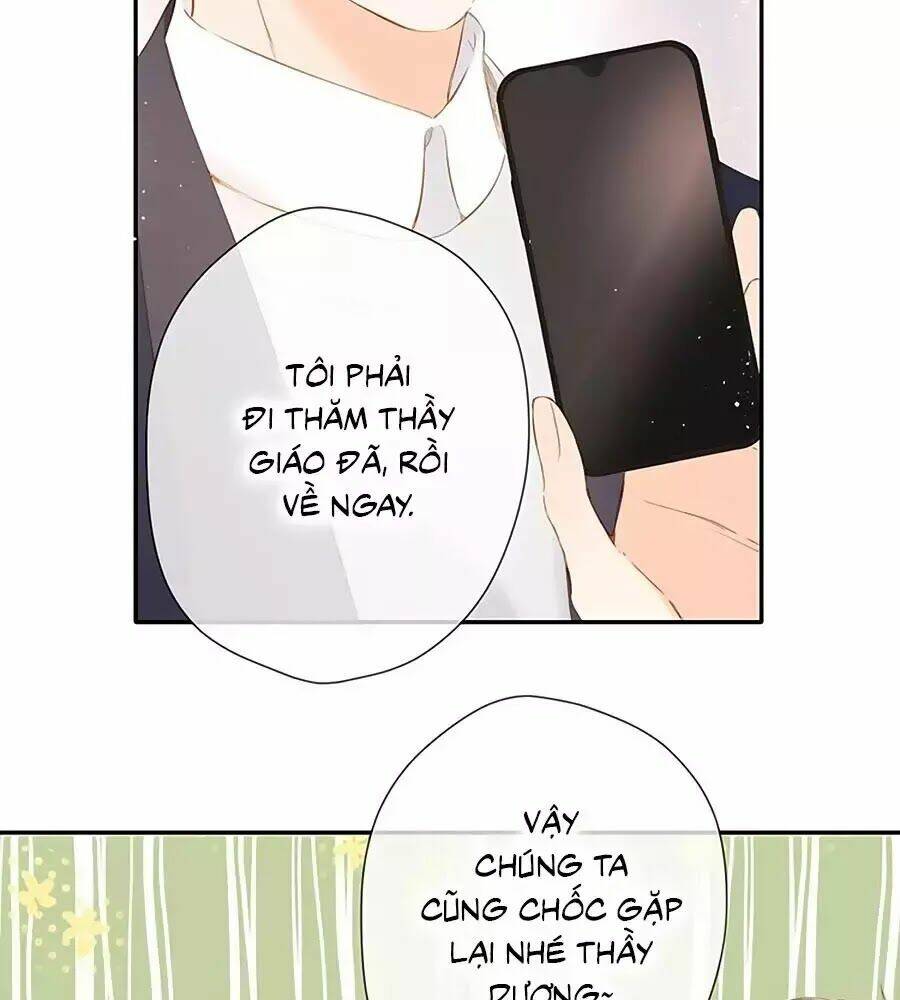 TÔI PHẢI
ĐI THĂM THẦY
GIÁO ĐÃ, RỒI
VỀ NGAY.
VẬY
CHÚNG TA
CŨNG CHỐC GẶP
LẠI NHÉ THẦY
DƯƠNG~